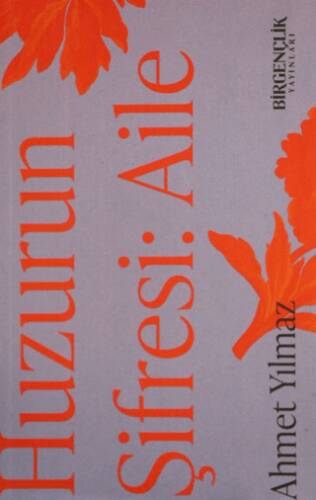 Huzurun
Şifresi: Aile
Ahmet Yılmaz
BİRGENÇLİK
YAYINLARI